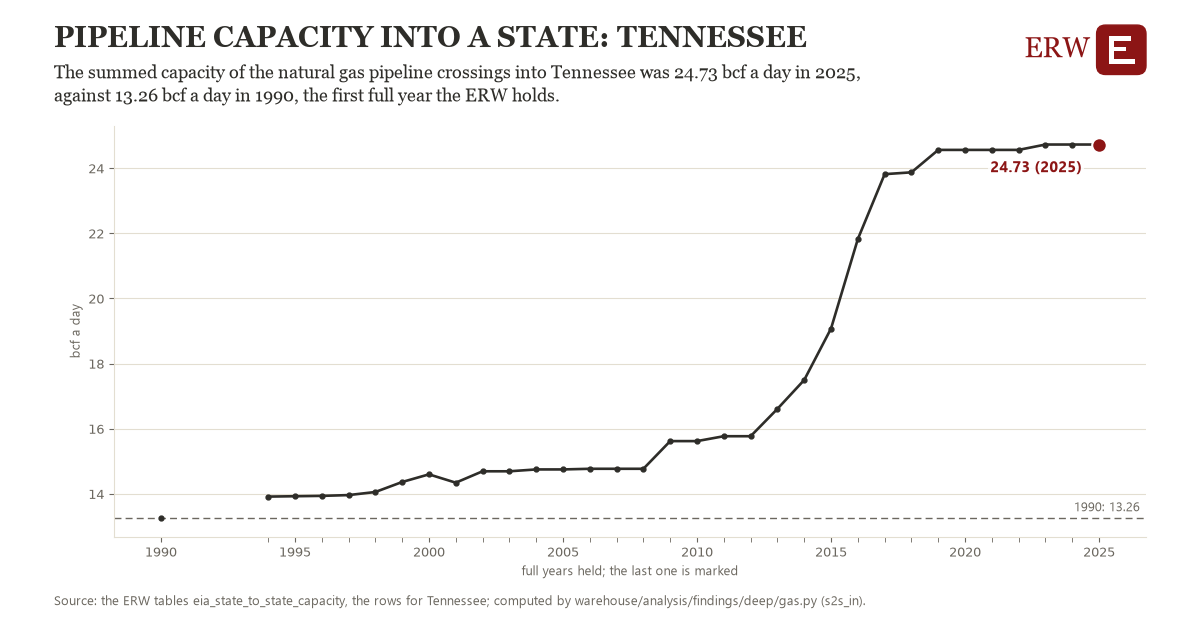 PIPELINE CAPACITY INTO A STATE: TENNESSEE
ERW E
The summed capacity of the natural gas pipeline crossings into Tennessee was 24.73 bcf a day in 2025,
against 13.26 bcf a day in 1990, the first full year the ERW holds.
24
22
20
18
16
14
bcf a day
24.73 (2025)
1990: 13.26
1990 1995 2000 2005 2010 2015 2020 2025
full years held; the last one is marked
Source: the ERW tables eia_state_to_state_capacity, the rows for Tennessee; computed by warehouse/analysis/findings/deep/gas.py (s2s_in).